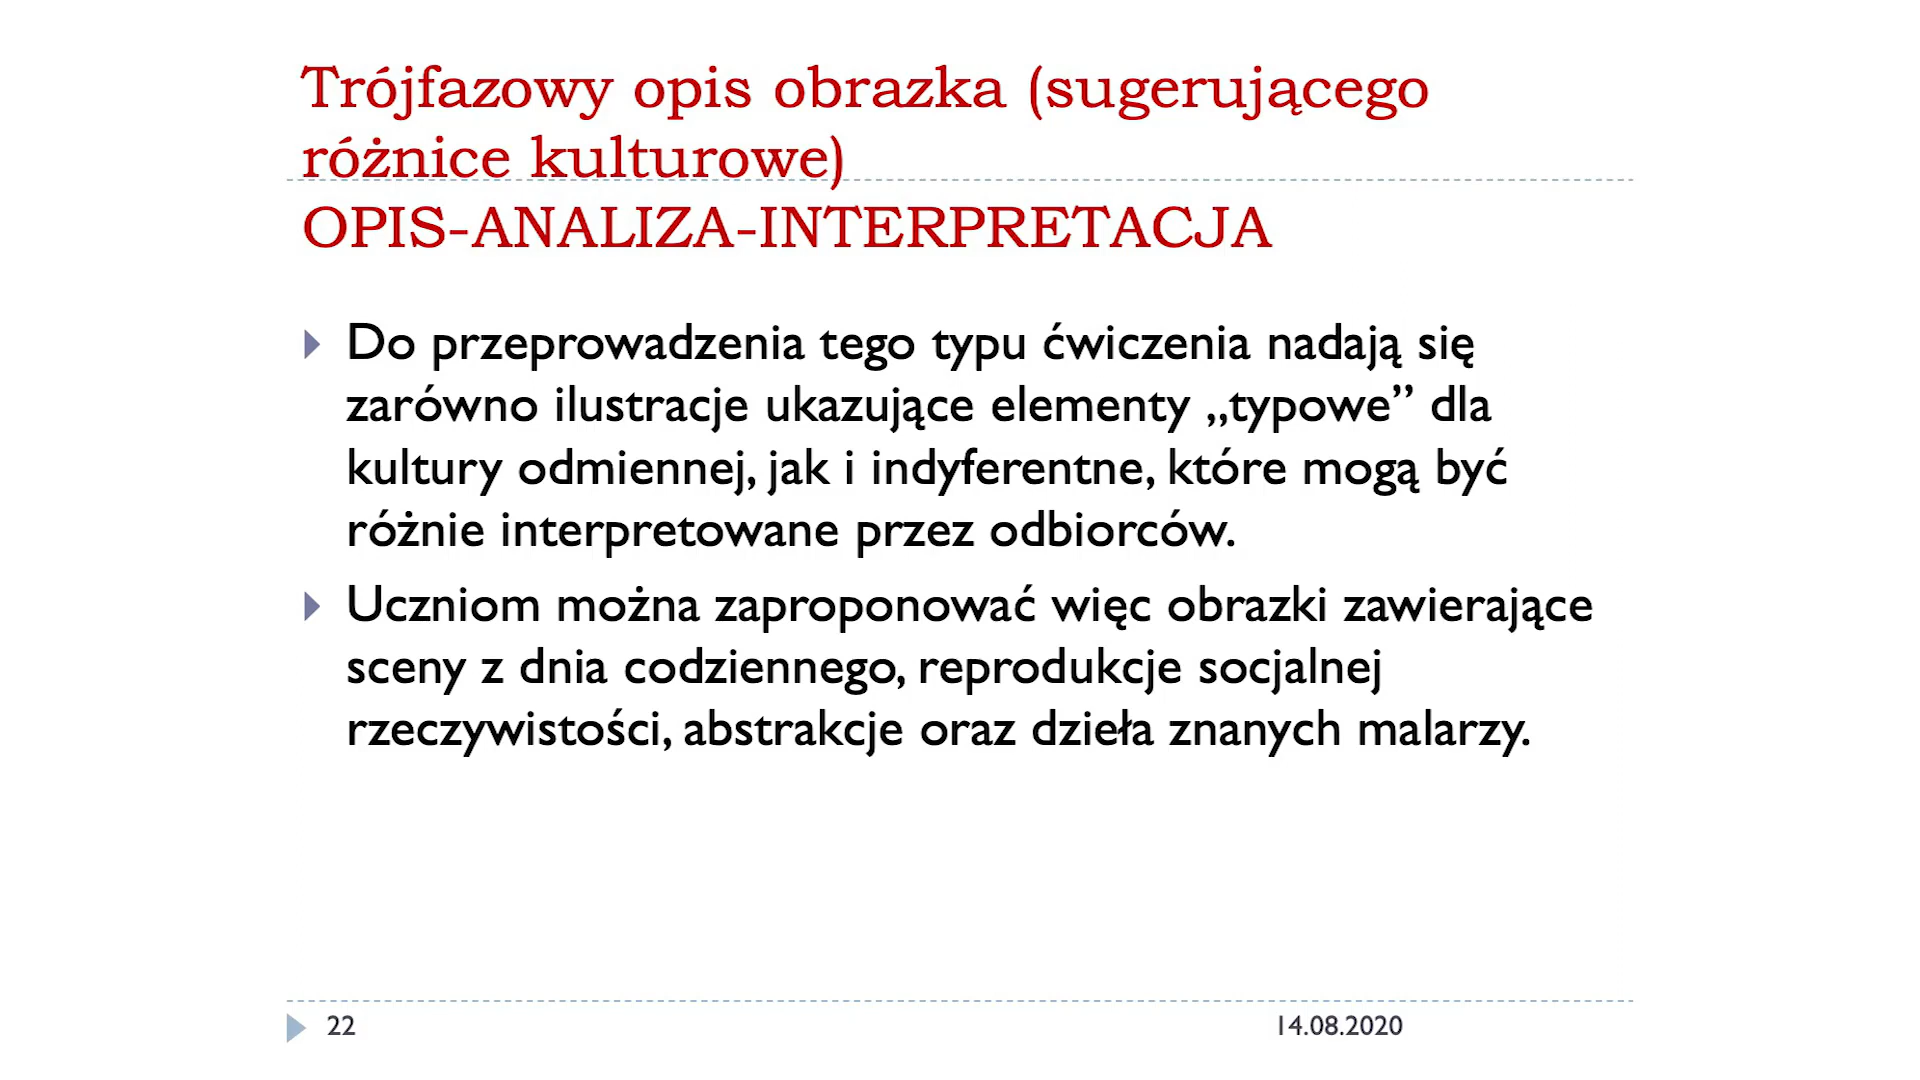 Trójfazowy opis obrazka (sugerującego
różnice kulturowe)
OPIS-ANALIZA-INTERPRETACJA
Do przeprowadzenia tego typu ćwiczenia nadają się
zarówno ilustracje ukazujące elementy „typowe” dla
kultury odmiennej, jak i indyferentne, które mogą być
różnie interpretowane przez odbiorców.
Uczniom można zaproponować więc obrazki zawierające
sceny z dnia codziennego, reprodukcje socjalnej
rzeczywistości, abstrakcje oraz dzieła znanych malarzy.
22
14.08.2020